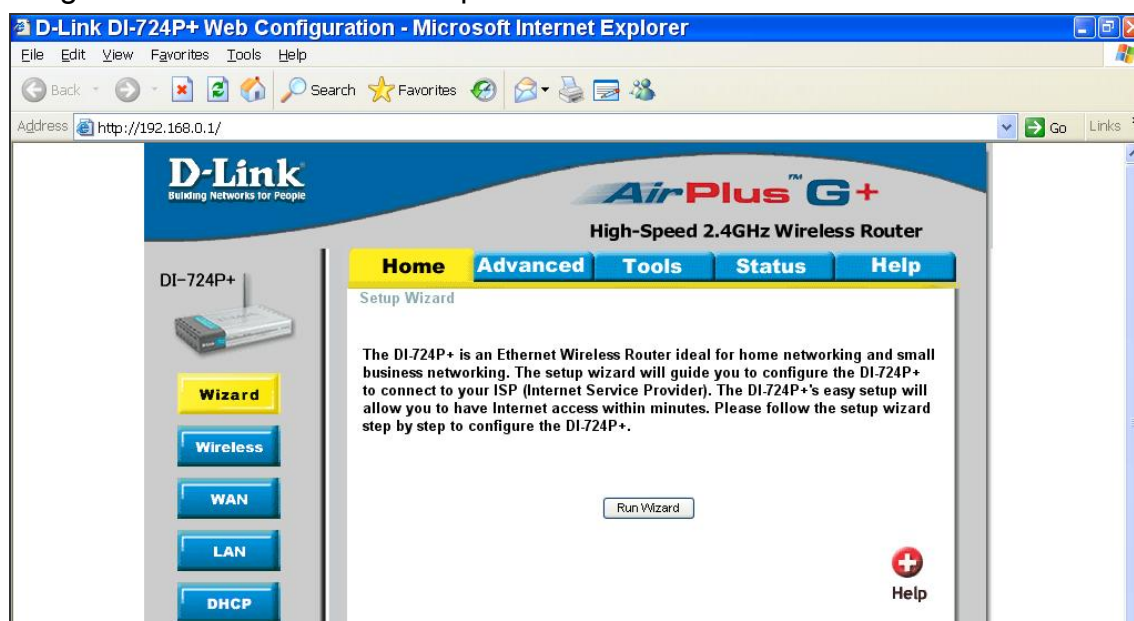 D-Link DI-724P+ Web Configuration - Microsoft Internet Explorer
File Edit View Favorites Tools Help
Back Search Favorites
Address http://192.168.0.1/ Go Links
D-Link
Building Networks for People
AirPlus™ G+
High-Speed 2.4GHz Wireless Router
DI-724P+
Home Advanced Tools Status Help
Setup Wizard
The DI-724P+ is an Ethernet Wireless Router ideal for home networking and small
business networking. The setup wizard will guide you to configure the DI-724P+
to connect to your ISP (Internet Service Provider). The DI-724P+'s easy setup will
allow you to have Internet access within minutes. Please follow the setup wizard
step by step to configure the DI-724P+.
Wizard
Wireless
WAN
LAN
DHCP
Run Wizard
Help